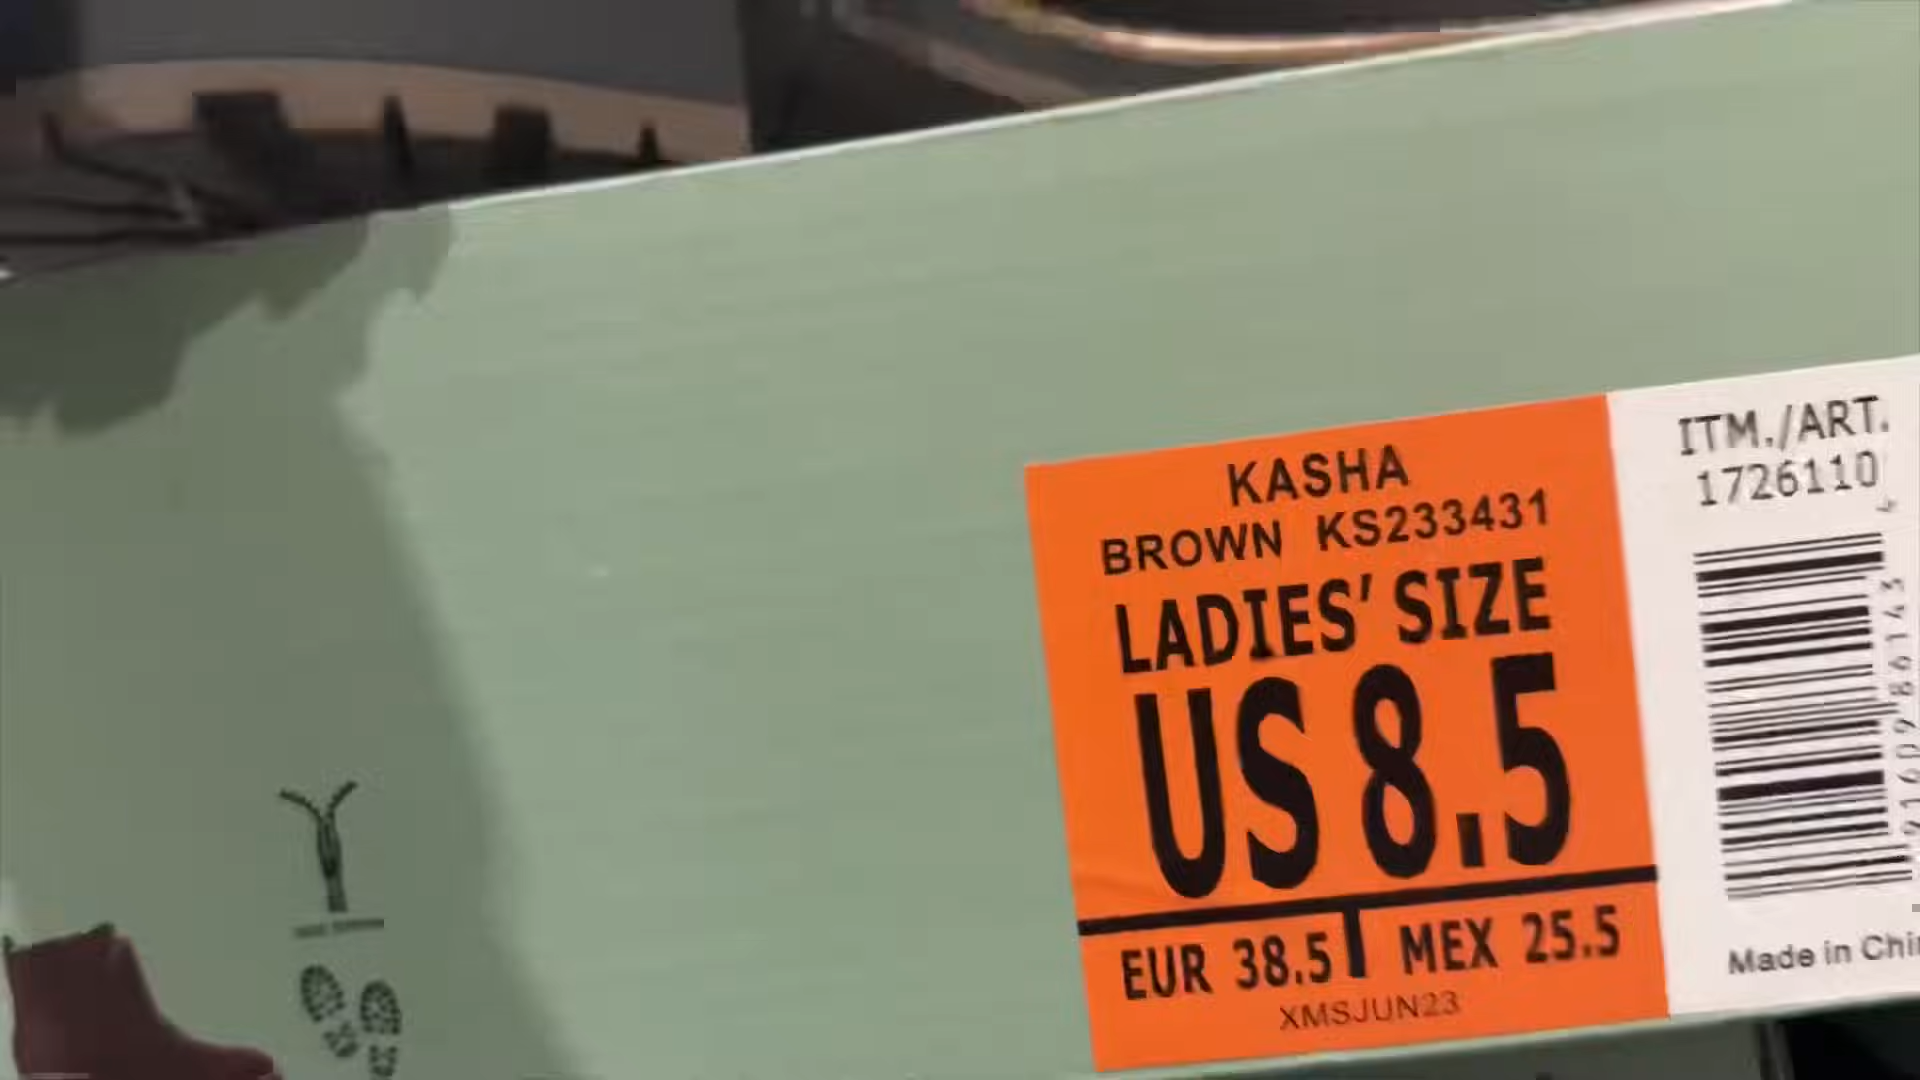 KASHA
BROWN KS233431
LADIES' SIZE
US 8.5
EUR 38.5
MEX 25.5
XMSJUN23
ITM./ART.
1726110
Made in